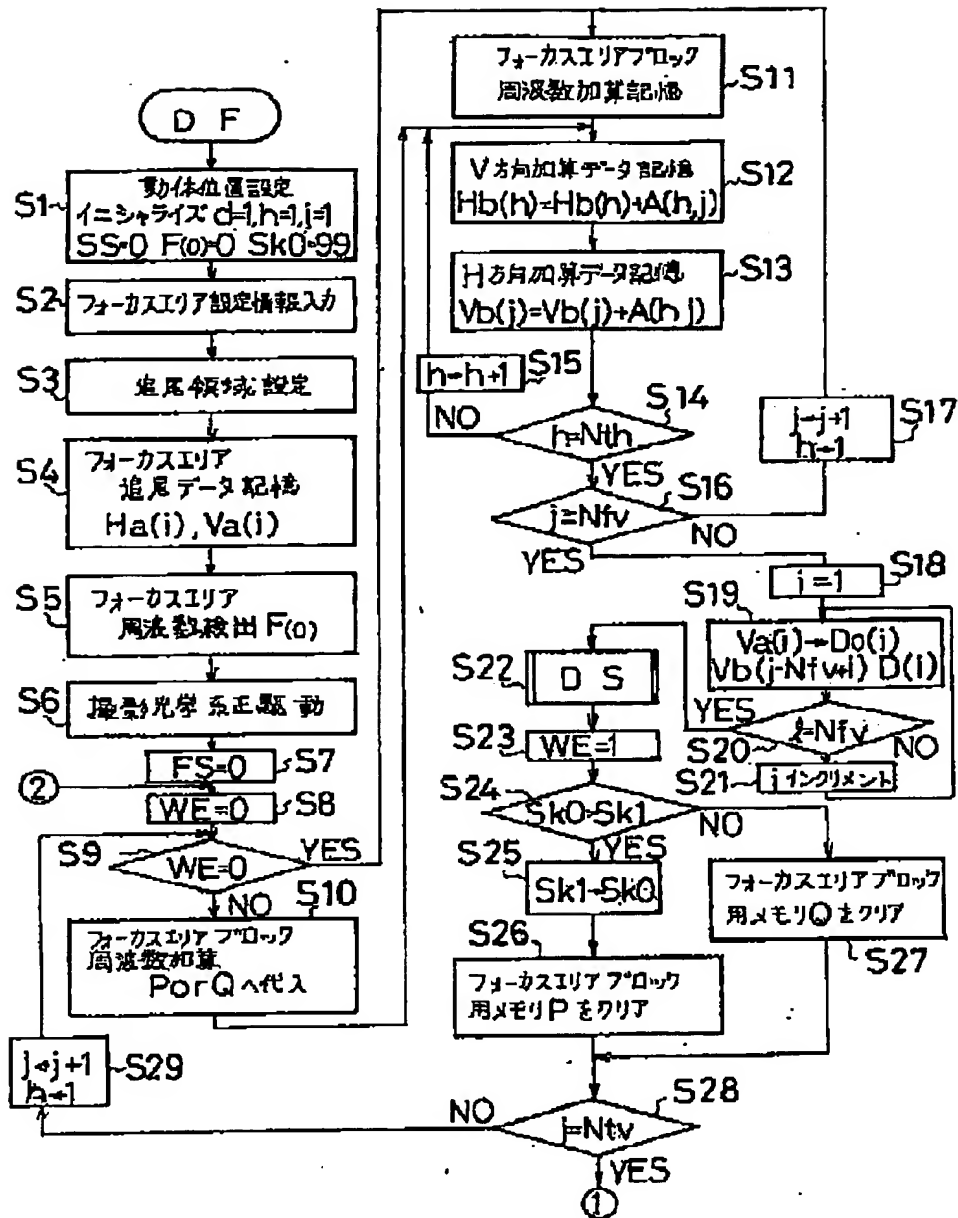 DF
S1
動体位置設定
イニシャライズ d=1,h=1,j=1
SS=0 F(0)=0 Sk0=99
S2
フォーカスエリア設定情報入力
S3
追尾領域設定
S4
フォーカスエリア
追尾データ記憶
Ha(i),Va(i)
S5
フォーカスエリア
周波数検出 F(0)
S6
撮影光学系正駆動
FS=0
S7
②
WE=0
S8
S9
WE=0
YES
NO
S10
フォーカスエリアブロック
周波数加算
PorQへ代入
j←j+1
h←1
S29
フォーカスエリアブロック
周波数加算記憶
S11
V方向加算データ記憶
Hb(h)=Hb(h)+A(h,j)
S12
H方向加算データ記憶
Vb(j)=Vb(j)+A(h,j)
S13
h←h+1
S15
NO
h=Nth
S14
YES
j←j+1
h←1
S17
j≥Nfv
S16
NO
YES
i=1
S18
S19
Va(i)→Do(i)
Vb(j-Nfv+i) D(i)
YES
i=Nfv
S20
NO
S21
iインクリメント
S22
DS
S23
WE=1
S24
Sk0>Sk1
NO
YES
S25
Sk1→Sk0
S26
フォーカスエリアブロック
用メモリPをクリア
フォーカスエリアブロック
用メモリQをクリア
S27
S28
j=Ntv
NO
YES
①